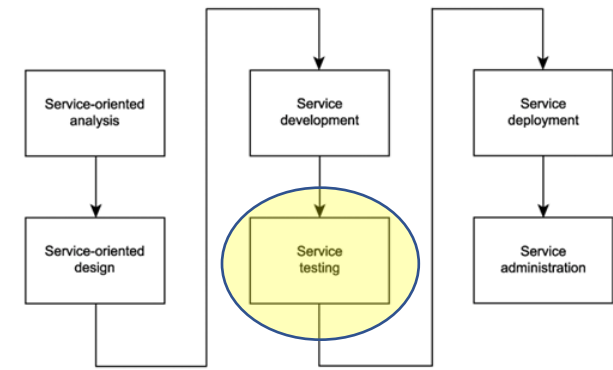 Service-oriented
analysis
Service-oriented
design
Service
development
Service
testing
Service
deployment
Service
administration